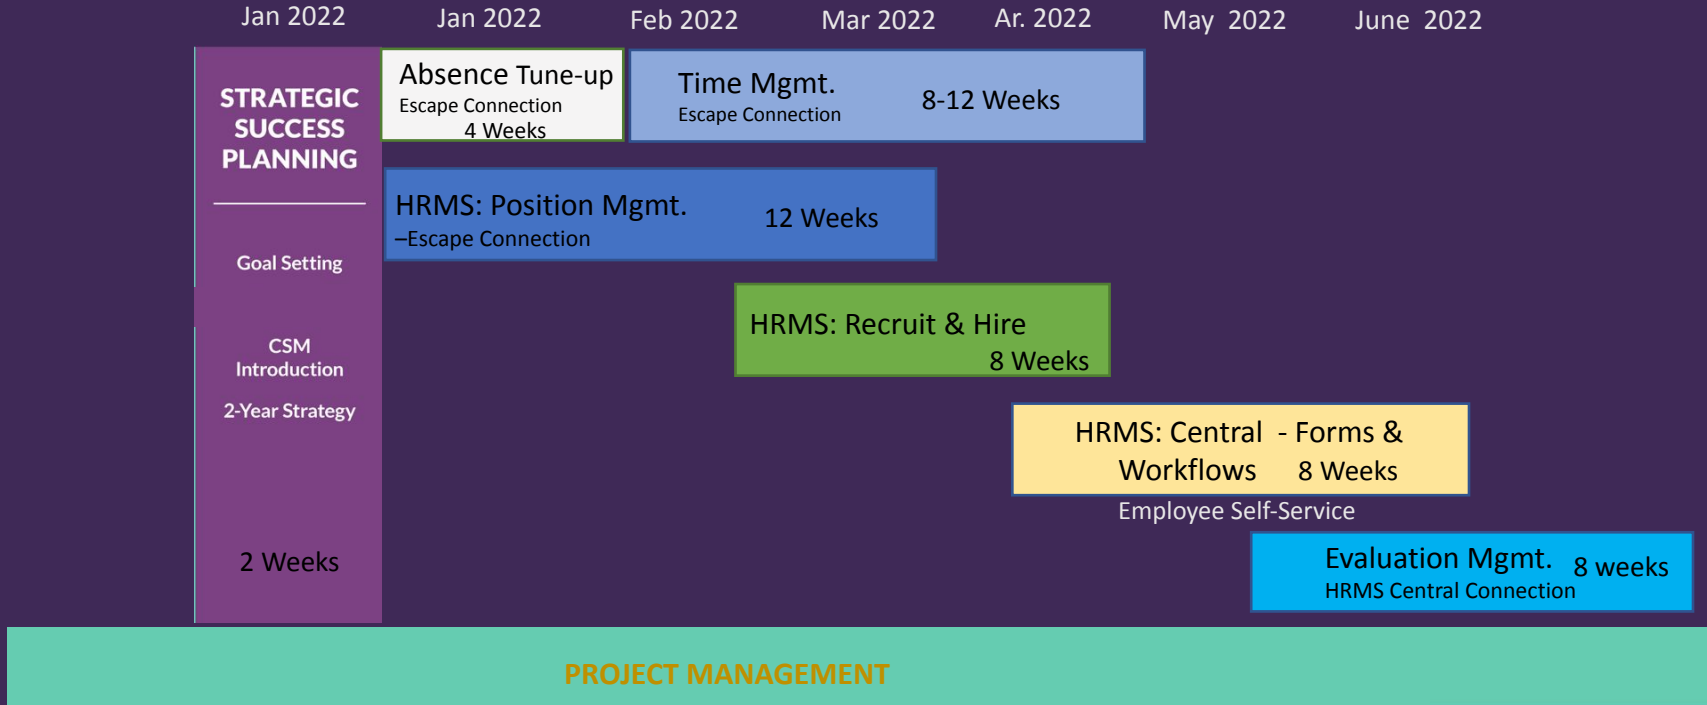 Jan 2022
Jan 2022
Feb 2022
Mar 2022
Ar. 2022
May 2022
June 2022
STRATEGIC
SUCCESS
PLANNING
Goal Setting
CSM
Introduction
2-Year Strategy
2 Weeks
Absence Tune-up
Escape Connection
4 Weeks
Time Mgmt.
Escape Connection
8-12 Weeks
HRMS: Position Mgmt.
–Escape Connection
12 Weeks
HRMS: Recruit & Hire
8 Weeks
HRMS: Central - Forms &
Workflows 8 Weeks
Employee Self-Service
Evaluation Mgmt. 8 weeks
HRMS Central Connection
PROJECT MANAGEMENT